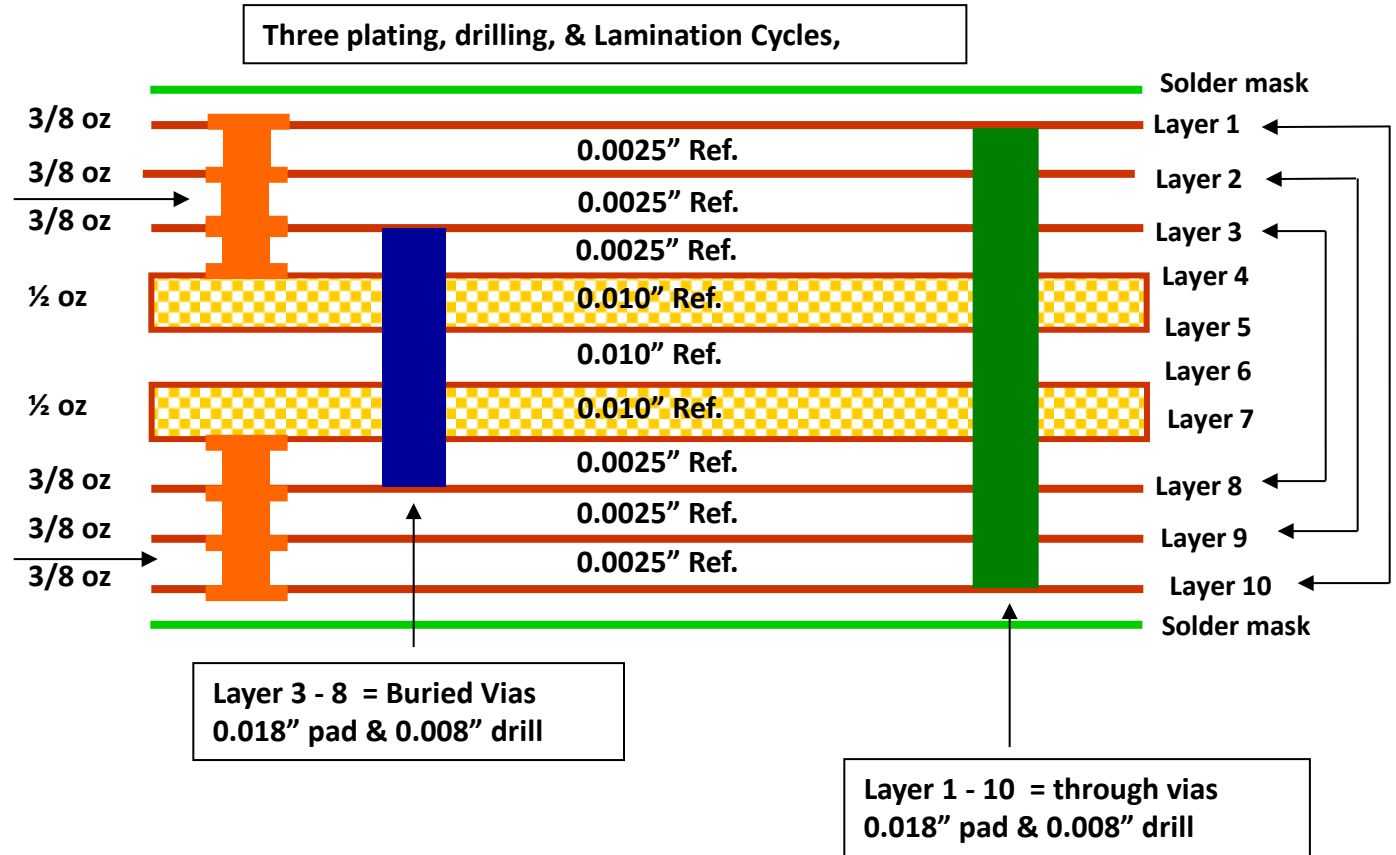 Three plating, drilling, & Lamination Cycles,
Solder mask
3/8 oz
Layer 1
0.0025” Ref.
3/8 oz
Layer 2
0.0025” Ref.
3/8 oz
Layer 3
0.0025” Ref.
Layer 4
½ oz
0.010” Ref.
Layer 5
0.010” Ref.
Layer 6
½ oz
0.010” Ref.
Layer 7
0.0025” Ref.
3/8 oz
Layer 8
0.0025” Ref.
3/8 oz
Layer 9
0.0025” Ref.
3/8 oz
Layer 10
Solder mask
Layer 3 - 8 = Buried Vias
0.018” pad & 0.008” drill
Layer 1 - 10 = through vias
0.018” pad & 0.008” drill